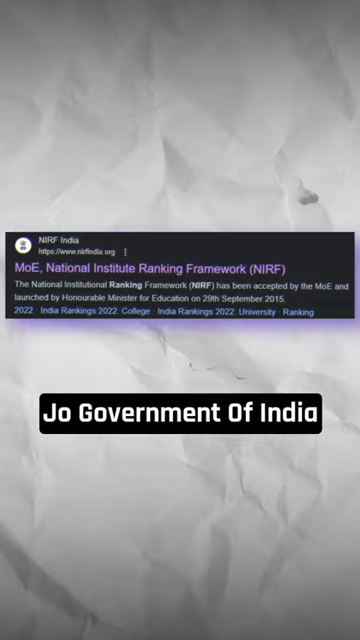 NIRF India
https://www.nirfindia.org
MoE, National Institute Ranking Framework (NIRF)
The National Institutional Ranking Framework (NIRF) has been accepted by the MoE and
launched by Honourable Minister for Education on 29th September 2015.
2022 · India Rankings 2022: College · India Rankings 2022: University · Ranking
Jo Government Of India